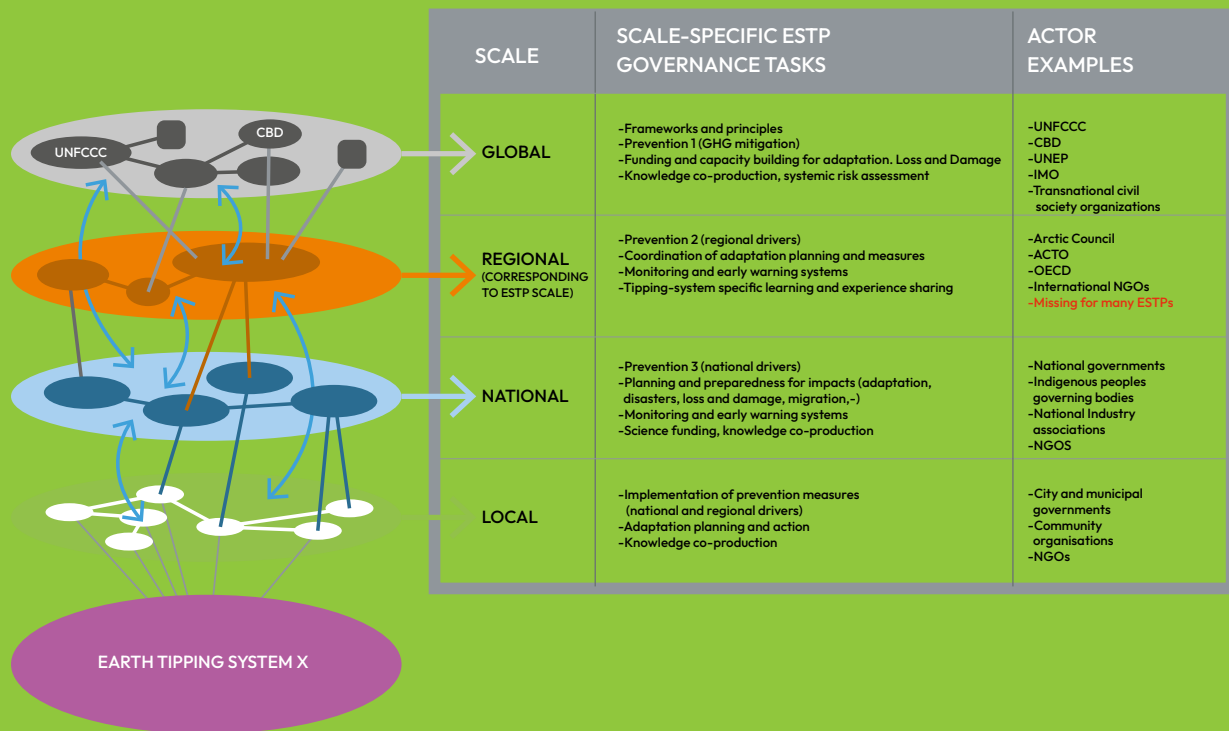 SCALE
SCALE-SPECIFIC ESTP
GOVERNANCE TASKS
ACTOR
EXAMPLES
UNFCCC
CBD
GLOBAL
-Frameworks and principles
-Prevention 1 (GHG mitigation)
-Funding and capacity building for adaptation. Loss and Damage
-Knowledge co-production, systemic risk assessment
-UNFCCC
-CBD
-UNEP
-IMO
-Transnational civil
society organizations
REGIONAL
(CORRESPONDING
TO ESTP SCALE)
-Prevention 2 (regional drivers)
-Coordination of adaptation planning and measures
-Monitoring and early warning systems
-Tipping-system specific learning and experience sharing
-Arctic Council
-ACTO
-OECD
-International NGOs
-Missing for many ESTPs
NATIONAL
-Prevention 3 (national drivers)
-Planning and preparedness for impacts (adaptation,
disasters, loss and damage, migration,-)
-Monitoring and early warning systems
-Science funding, knowledge co-production
-National governments
-Indigenous peoples
governing bodies
-National Industry
associations
-NGOS
LOCAL
-Implementation of prevention measures
(national and regional drivers)
-Adaptation planning and action
-Knowledge co-production
-City and municipal
governments
-Community
organisations
-NGOs
EARTH TIPPING SYSTEM X